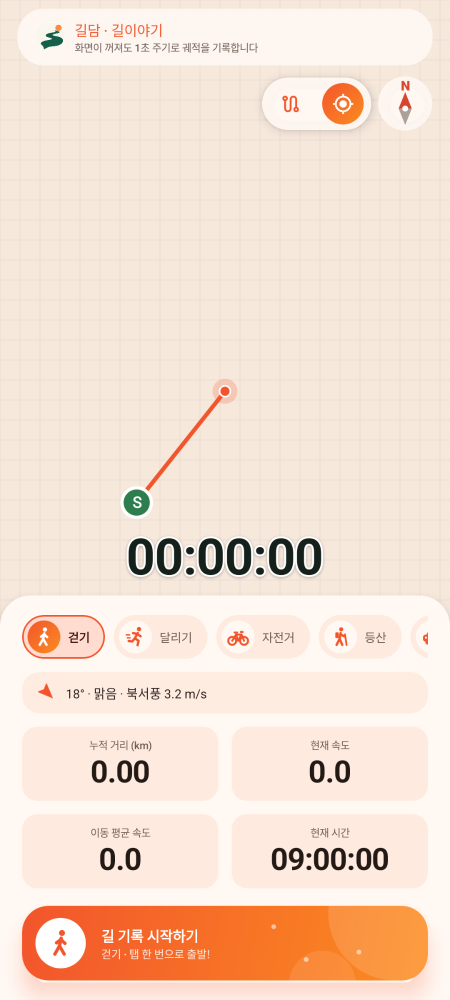 길담 · 길이야기
화면이 꺼져도 1초 주기로 궤적을 기록합니다
N
S
00:00:00
걷기
달리기
자전거
등산
18° · 맑음 · 북서풍 3.2 m/s
누적 거리 (km)
0.00
현재 속도
0.0
이동 평균 속도
0.0
현재 시간
09:00:00
길 기록 시작하기
걷기 · 탭 한 번으로 출발!